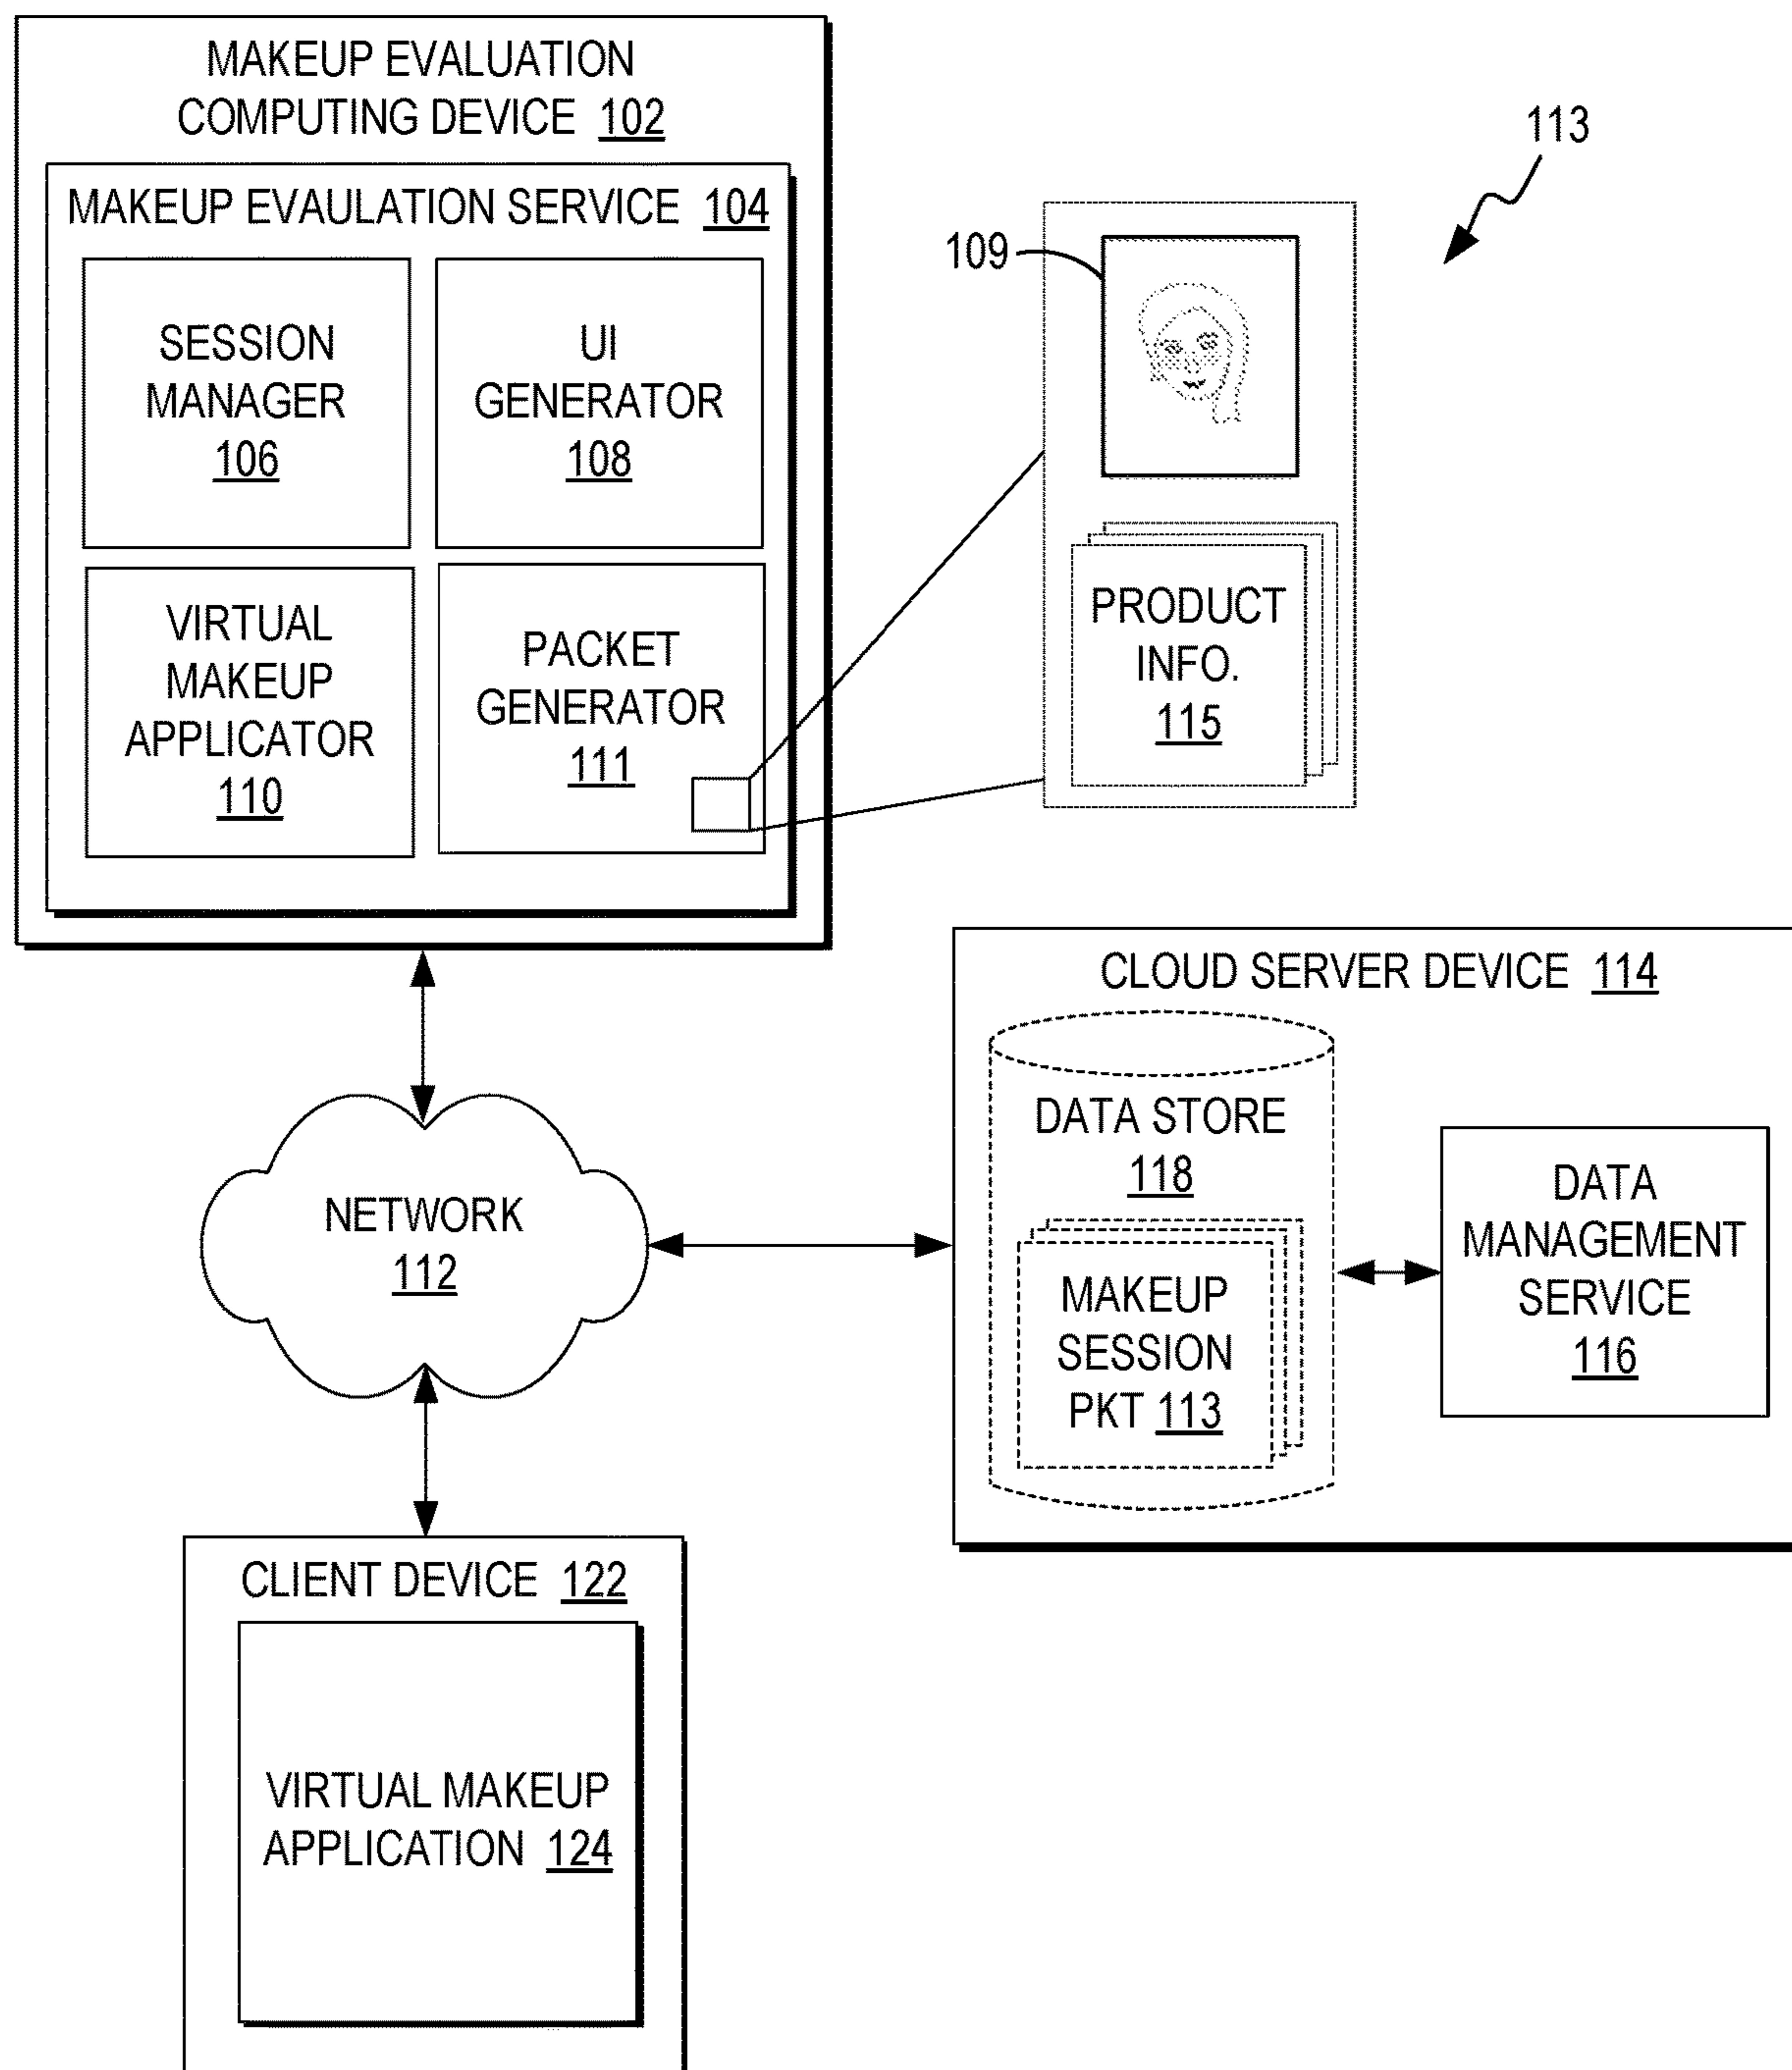 MAKEUP EVALUATION
COMPUTING DEVICE 102
MAKEUP EVAULATION SERVICE 104
SESSION
MANAGER
106
UI
GENERATOR
108
VIRTUAL
MAKEUP
APPLICATOR
110
PACKET
GENERATOR
111
113
109
PRODUCT
INFO.
115
CLOUD SERVER DEVICE 114
DATA STORE
118
MAKEUP
SESSION
PKT 113
DATA
MANAGEMENT
SERVICE
116
NETWORK
112
CLIENT DEVICE 122
VIRTUAL MAKEUP
APPLICATION 124